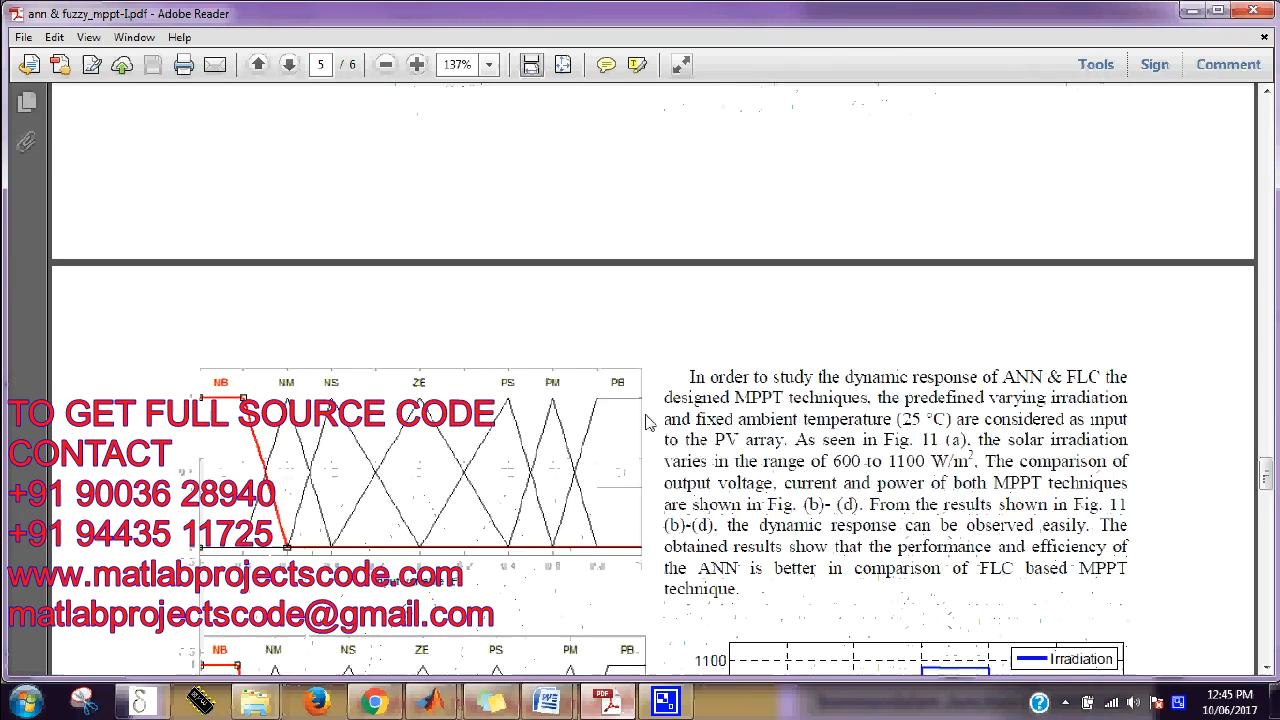 ann & fuzzy_mppt-I.pdf - Adobe Reader
File Edit View Window Help
5 / 6 137% Tools Sign Comment
NB NM NS ZE PS PM PB
In order to study the dynamic response of ANN & FLC the
designed MPPT techniques, the predefined varying irradiation
and fixed ambient temperature (25 °C) are considered as input
to the PV array. As seen in Fig. 11 (a), the solar irradiation
varies in the range of 600 to 1100 W/m². The comparison of
output voltage, current and power of both MPPT techniques
are shown in Fig. (b)- (d). From the results shown in Fig. 11
(b)-(d), the dynamic response can be observed easily. The
obtained results show that the performance and efficiency of
the ANN is better in comparison of FLC based MPPT
technique.
TO GET FULL SOURCE CODE
CONTACT
+91 90036 28940
+91 94435 11725
www.matlabprojectscode.com
matlabprojectscode@gmail.com
NB NM NS ZE PS PM PB
1100
Irradiation
12:45 PM
10/06/2017